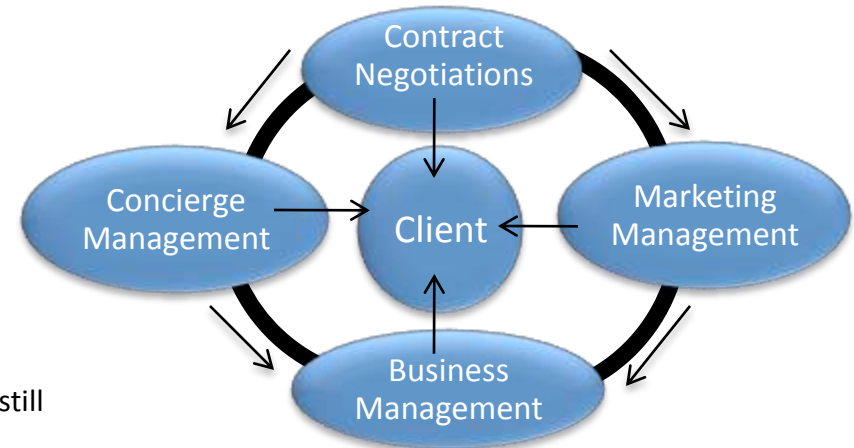 Contract
Negotiations
Concierge
Management
Client
Marketing
Management
Business
Management
still